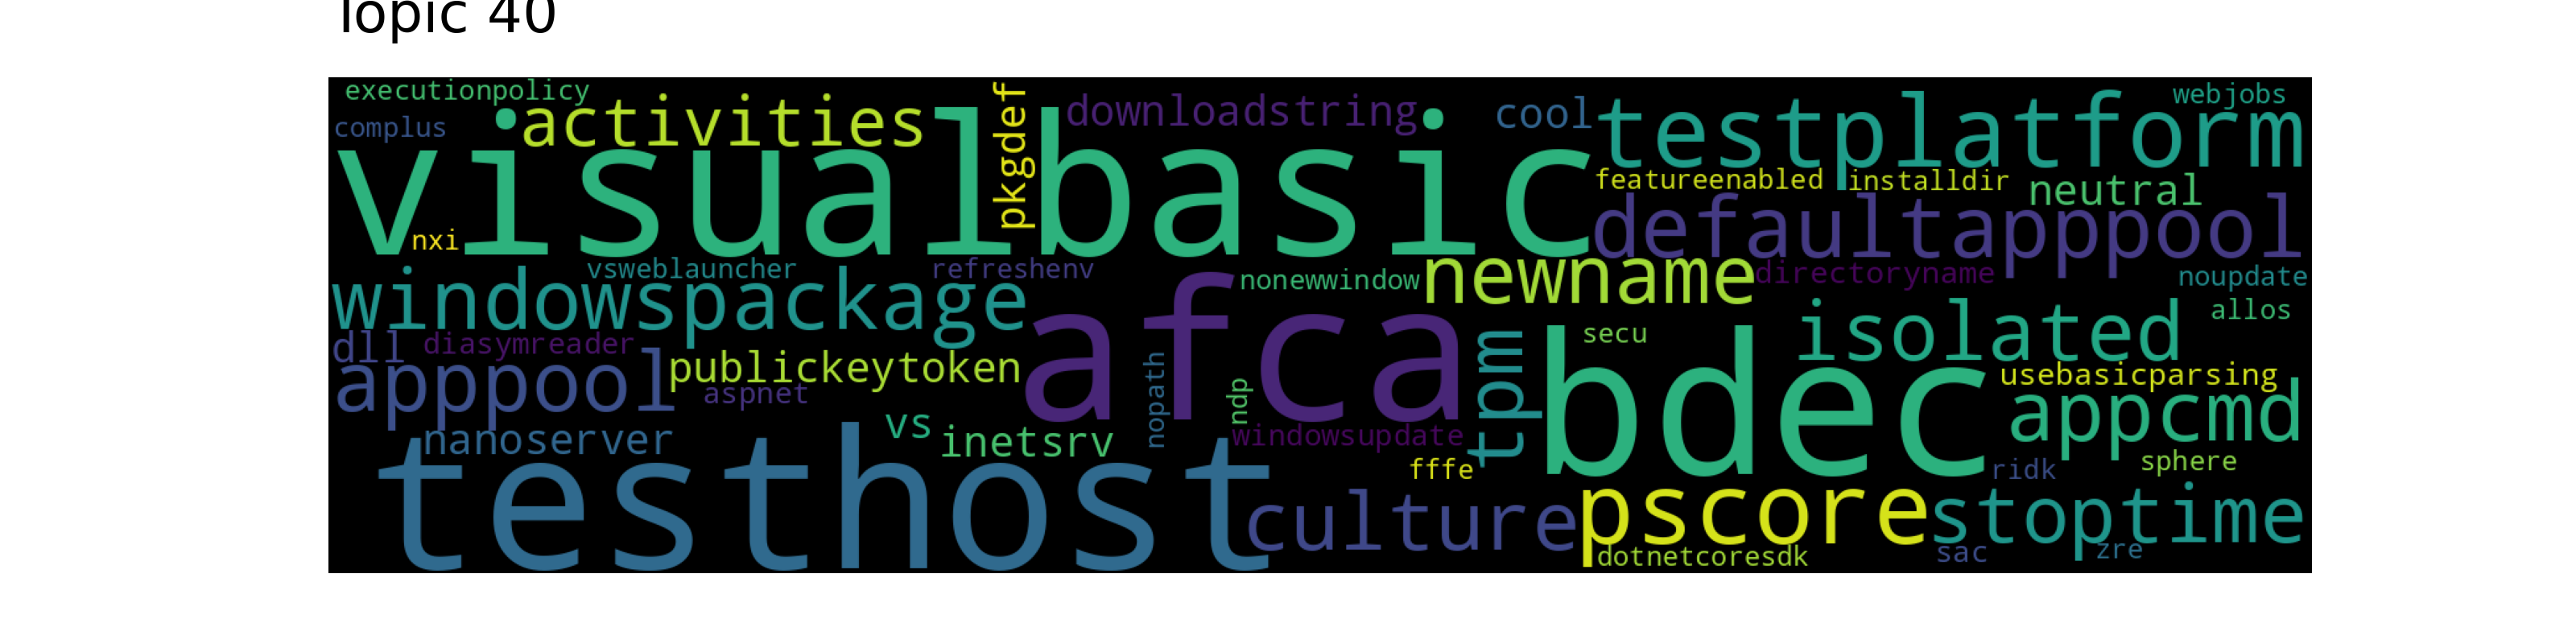 Topic 40
executionpolicy
activities
pkgdef
downloadstring
cool
testplatform
webjobs
complus
visualbasic
featureenabled
installdir
neutral
nxi
defaultapppool
vsweblauncher
refreshenv
nonewwindow
newname
directoryname
noupdate
windowspackage
afca
isolated
allos
dll
diasymreader
secu
tpm
apppool
publickeytoken
aspnet
nopath
ndp
bdec
usebasicparsing
appcmd
nanoserver
vs
inetsrv
windowsupdate
testhost
fffe
ridk
sphere
culture
pscore
stoptime
dotnetcoresdk
sac
zre